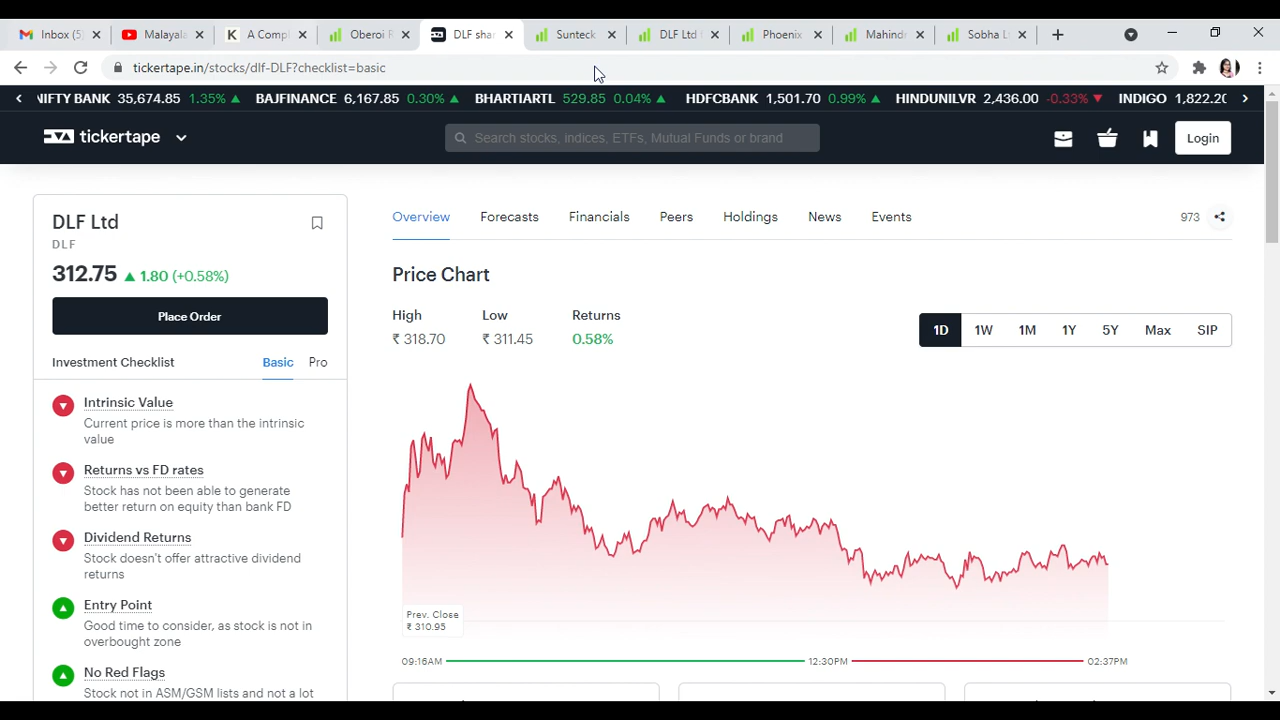 Inbox (5
Malayala
A Compl
Oberoi R
DLF shar
Sunteck
DLF Ltd
Phoenix
Mahindr
Sobha L
tickertape.in/stocks/dlf-DLF?checklist=basic
NIFTY BANK 35,674.85 1.35% BAJFINANCE 6,167.85 0.30% BHARTIARTL 529.85 0.04% HDFCBANK 1,501.70 0.99% HINDUNILVR 2,436.00 -0.33% INDIGO 1,822.20
tickertape
Search stocks, indices, ETFs, Mutual Funds or brand
Login
DLF Ltd
DLF
312.75 1.80 (+0.58%)
Place Order
Investment Checklist Basic Pro
Intrinsic Value
Current price is more than the intrinsic
value
Returns vs FD rates
Stock has not been able to generate
better return on equity than bank FD
Dividend Returns
Stock doesn't offer attractive dividend
returns
Entry Point
Good time to consider, as stock is not in
overbought zone
No Red Flags
Stock not in ASM/GSM lists and not a lot
Overview Forecasts Financials Peers Holdings News Events
973
Price Chart
High Low Returns
₹ 318.70 ₹ 311.45 0.58%
1D 1W 1M 1Y 5Y Max SIP
Prev. Close
₹ 310.95
09:16AM 12:30PM 02:37PM